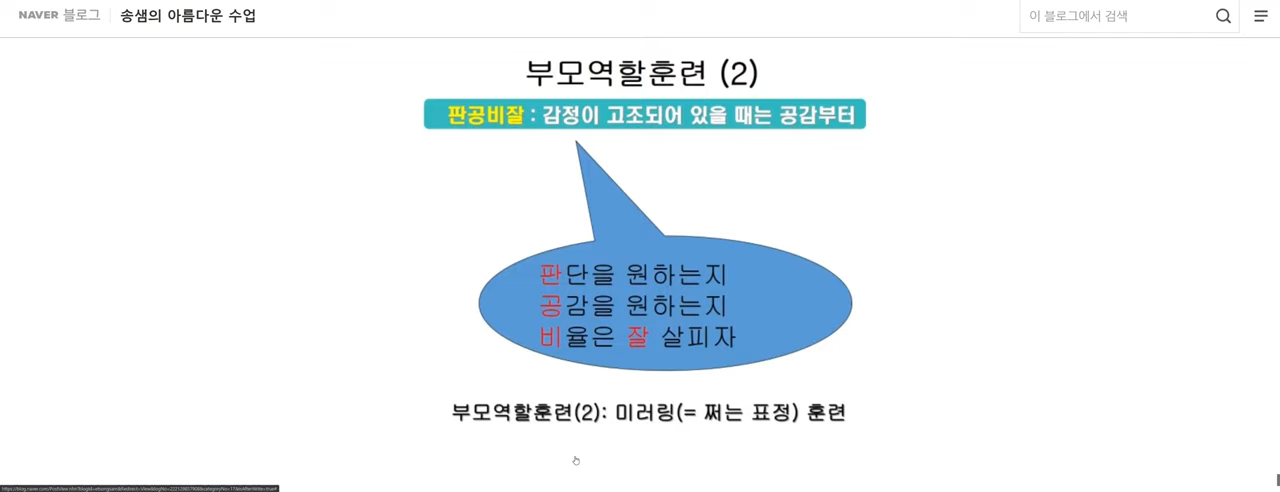 NAVER 블로그 송샘의 아름다운 수업 이 블로그에서 검색
부모역할훈련 (2)
판공비잘 : 감정이 고조되어 있을 때는 공감부터
판단을 원하는지
공감을 원하는지
비율은 잘 살피자
부모역할훈련(2): 미러링(= 쩌는 표정) 훈련